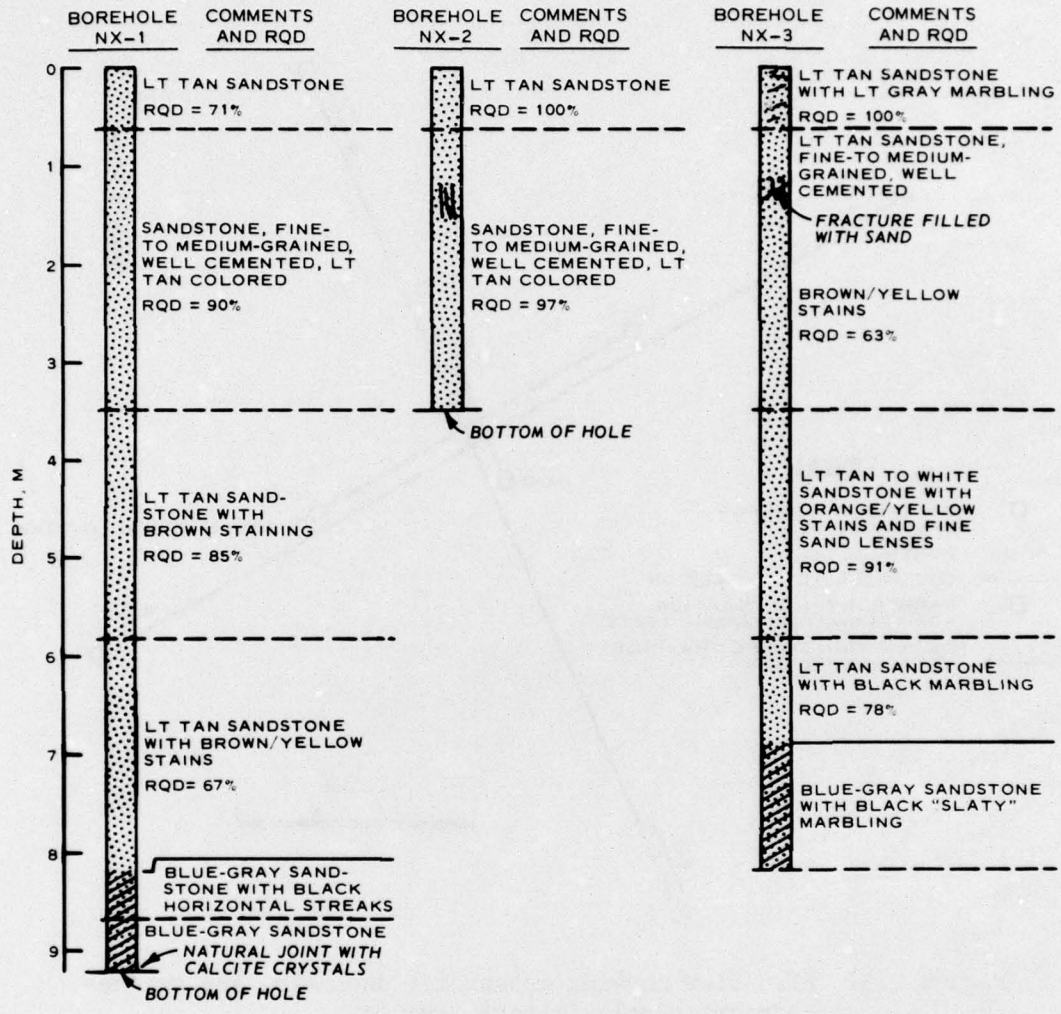 BOREHOLE NX-1
COMMENTS AND RQD
BOREHOLE NX-2
COMMENTS AND RQD
BOREHOLE NX-3
COMMENTS AND RQD
DEPTH, M
0
1
2
3
4
5
6
7
8
9
LT TAN SANDSTONE
RQD = 71%
SANDSTONE, FINE-
TO MEDIUM-GRAINED,
WELL CEMENTED, LT
TAN COLORED
RQD = 90%
LT TAN SAND-
STONE WITH
BROWN STAINING
RQD = 85%
LT TAN SANDSTONE
WITH BROWN/YELLOW
STAINS
RQD= 67%
BLUE-GRAY SAND-
STONE WITH BLACK
HORIZONTAL STREAKS
BLUE-GRAY SANDSTONE
NATURAL JOINT WITH
CALCITE CRYSTALS
BOTTOM OF HOLE
LT TAN SANDSTONE
RQD = 100%
SANDSTONE, FINE-
TO MEDIUM-GRAINED,
WELL CEMENTED, LT
TAN COLORED
RQD = 97%
BOTTOM OF HOLE
LT TAN SANDSTONE
WITH LT GRAY MARBLING
RQD = 100%
LT TAN SANDSTONE,
FINE-TO MEDIUM-
GRAINED, WELL
CEMENTED
FRACTURE FILLED
WITH SAND
BROWN/YELLOW
STAINS
RQD = 63%
LT TAN TO WHITE
SANDSTONE WITH
ORANGE/YELLOW
STAINS AND FINE
SAND LENSES
RQD = 91%
LT TAN SANDSTONE
WITH BLACK MARBLING
RQD = 78%
BLUE-GRAY SANDSTONE
WITH BLACK "SLATY"
MARBLING